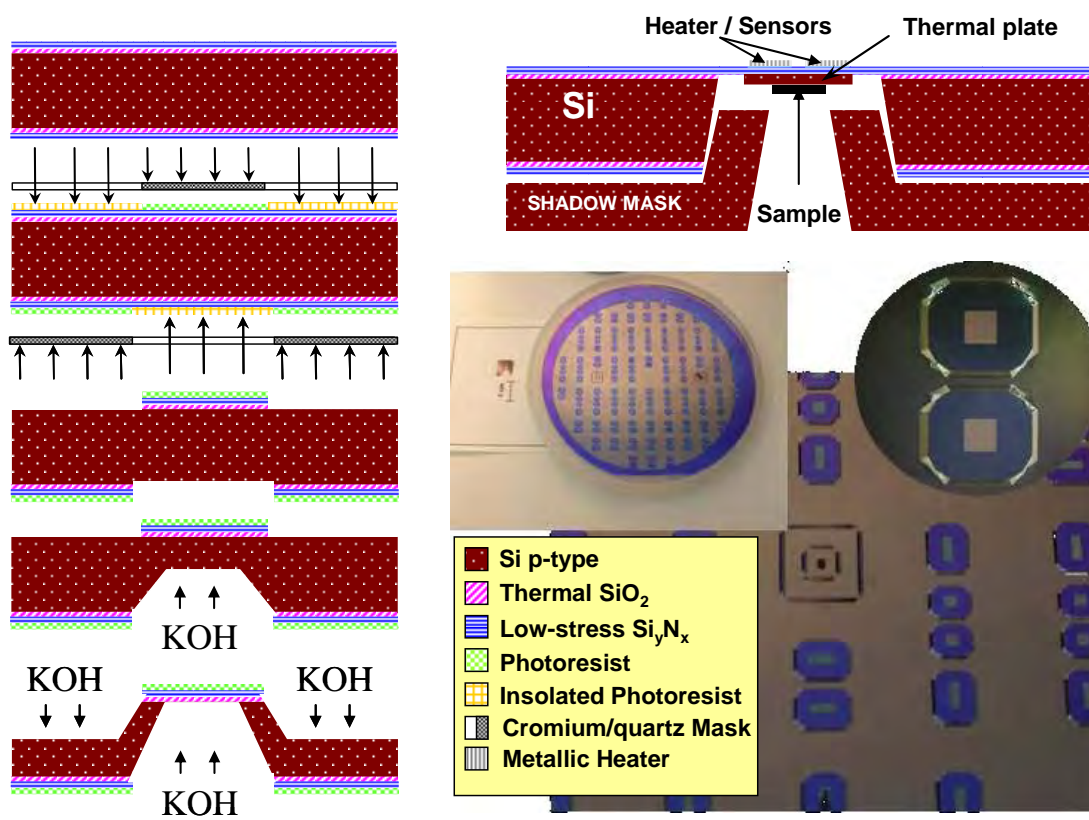 Heater / Sensors
Thermal plate
Si
SHADOW MASK
Sample
KOH
KOH KOH
KOH
Si p-type
Thermal SiO₂
Low-stress SiᵧNₓ
Photoresist
Insolated Photoresist
Cromium/quartz Mask
Metallic Heater